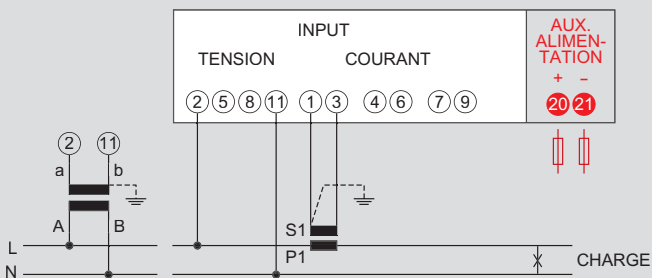 INPUT
TENSION COURANT
AUX.
ALIMEN-
TATION
+ –
2 5 8 11 1 3 4 6 7 9 20 21
2 11
a b
A B
S1
P1
L
N
CHARGE